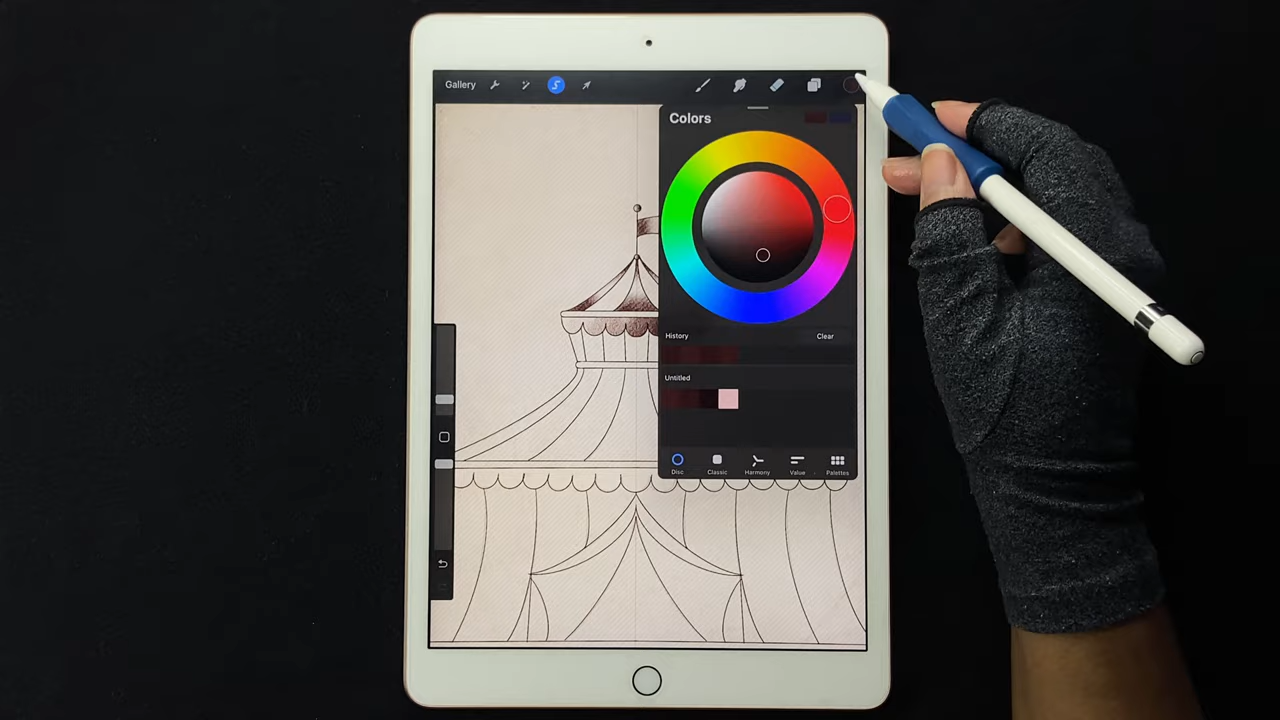 Gallery
Colors
History Clear
Untitled
Disc Classic Harmony Value Palettes